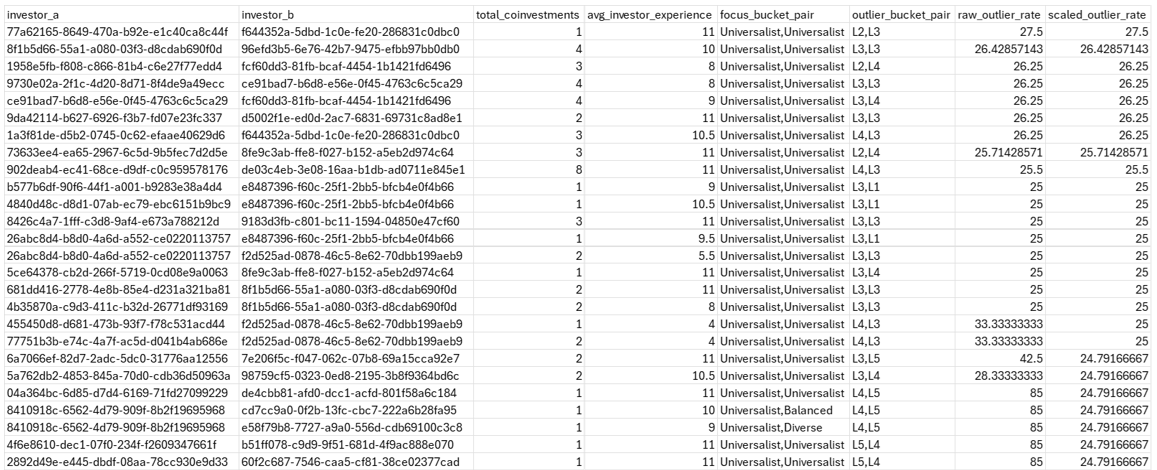 investor_a investor_b total_coinvestments avg_investor_experience focus_bucket_pair outlier_bucket_pair raw_outlier_rate scaled_outlier_rate
77a62165-8649-470a-b92e-e1c40ca8c44f f644352a-5dbd-1c0e-fe20-286831c0dbc0 1 11 Universalist,Universalist L2,L3 27.5 27.5
8f1b5d66-55a1-a080-03f3-d8cdab690f0d 96efd3b5-6e76-42b7-9475-efbb97bb0db0 4 10 Universalist,Universalist L3,L3 26.42857143 26.42857143
1958e5fb-f808-c866-81b4-c6e27f77edd4 fcf60dd3-81fb-bcaf-4454-1b1421fd6496 3 8 Universalist,Universalist L2,L4 26.25 26.25
9730e02a-2f1c-4d20-8d71-8f4de9a49ecc ce91bad7-b6d8-e56e-0f45-4763c6c5ca29 4 8 Universalist,Universalist L3,L3 26.25 26.25
ce91bad7-b6d8-e56e-0f45-4763c6c5ca29 fcf60dd3-81fb-bcaf-4454-1b1421fd6496 4 9 Universalist,Universalist L3,L4 26.25 26.25
9da42114-b627-6926-f3b7-fd07e23fc337 d5002f1e-ed0d-2ac7-6831-69731c8ad8e1 2 11 Universalist,Universalist L3,L3 26.25 26.25
1a3f81de-d5b2-0745-0c62-efaae40629d6 f644352a-5dbd-1c0e-fe20-286831c0dbc0 3 10.5 Universalist,Universalist L4,L3 26.25 26.25
73633ee4-ea65-2967-6c5d-9b5fec7d2d5e 8fe9c3ab-ffe8-f027-b152-a5eb2d974c64 3 11 Universalist,Universalist L2,L4 25.71428571 25.71428571
902deab4-ec41-68ce-d9df-c0c959578176 de03c4eb-3e08-16aa-b1db-ad0711e845e1 8 11 Universalist,Universalist L4,L3 25.5 25.5
b577b6df-90f6-44f1-a001-b9283e38a4d4 e8487396-f60c-25f1-2bb5-bfcb4e0f4b66 1 9 Universalist,Universalist L3,L1 25 25
4840d48c-d8d1-07ab-ec79-ebc6151b9bc9 e8487396-f60c-25f1-2bb5-bfcb4e0f4b66 1 10.5 Universalist,Universalist L3,L1 25 25
8426c4a7-1fff-c3d8-9af4-e673a788212d 9183d3fb-c801-bc11-1594-04850e47cf60 3 11 Universalist,Universalist L3,L3 25 25
26abc8d4-b8d0-4a6d-a552-ce0220113757 e8487396-f60c-25f1-2bb5-bfcb4e0f4b66 1 9.5 Universalist,Universalist L3,L1 25 25
26abc8d4-b8d0-4a6d-a552-ce0220113757 f2d525ad-0878-46c5-8e62-70dbb199aeb9 2 5.5 Universalist,Universalist L3,L3 25 25
5ce64378-cb2d-266f-5719-0cd08e9a0063 8fe9c3ab-ffe8-f027-b152-a5eb2d974c64 1 11 Universalist,Universalist L3,L4 25 25
681dd416-2778-4e8b-85e4-d231a321ba81 8f1b5d66-55a1-a080-03f3-d8cdab690f0d 2 11 Universalist,Universalist L3,L3 25 25
4b35870a-c9d3-411c-b32d-26771df93169 8f1b5d66-55a1-a080-03f3-d8cdab690f0d 2 8 Universalist,Universalist L3,L3 25 25
455450d8-d681-473b-93f7-f78c531acd44 f2d525ad-0878-46c5-8e62-70dbb199aeb9 1 4 Universalist,Universalist L4,L3 33.33333333 25
77751b3b-e74c-4a7f-ac5d-d041b4ab686e f2d525ad-0878-46c5-8e62-70dbb199aeb9 2 4 Universalist,Universalist L4,L3 33.33333333 25
6a7066ef-82d7-2adc-5dc0-31776aa12556 7e206f5c-f047-062c-07b8-69a15cca92e7 2 11 Universalist,Universalist L3,L5 42.5 24.79166667
5a762db2-4853-845a-70d0-cdb36d50963a 98759cf5-0323-0ed8-2195-3b8f9364bd6c 2 10.5 Universalist,Universalist L3,L4 28.33333333 24.79166667
04a364bc-6d85-d7d4-6169-71fd27099229 de4cbb81-afd0-dcc1-acfd-801f58a6c184 1 11 Universalist,Universalist L4,L5 85 24.79166667
8410918c-6562-4d79-909f-8b2f19695968 cd7cc9a0-0f2b-13fc-cbc7-222a6b28fa95 1 10 Universalist,Balanced L4,L5 85 24.79166667
8410918c-6562-4d79-909f-8b2f19695968 e58f79b8-7727-a9a0-556d-cdb69100c3c8 1 9 Universalist,Diverse L4,L5 85 24.79166667
4f6e8610-dec1-07f0-234f-f2609347661f b51ff078-c9d9-9f51-681d-4f9ac888e070 1 11 Universalist,Universalist L5,L4 85 24.79166667
2892d49e-e445-dbdf-08aa-78cc930e9d33 60f2c687-7546-caa5-cf81-38ce02377cad 1 11 Universalist,Universalist L5,L4 85 24.79166667